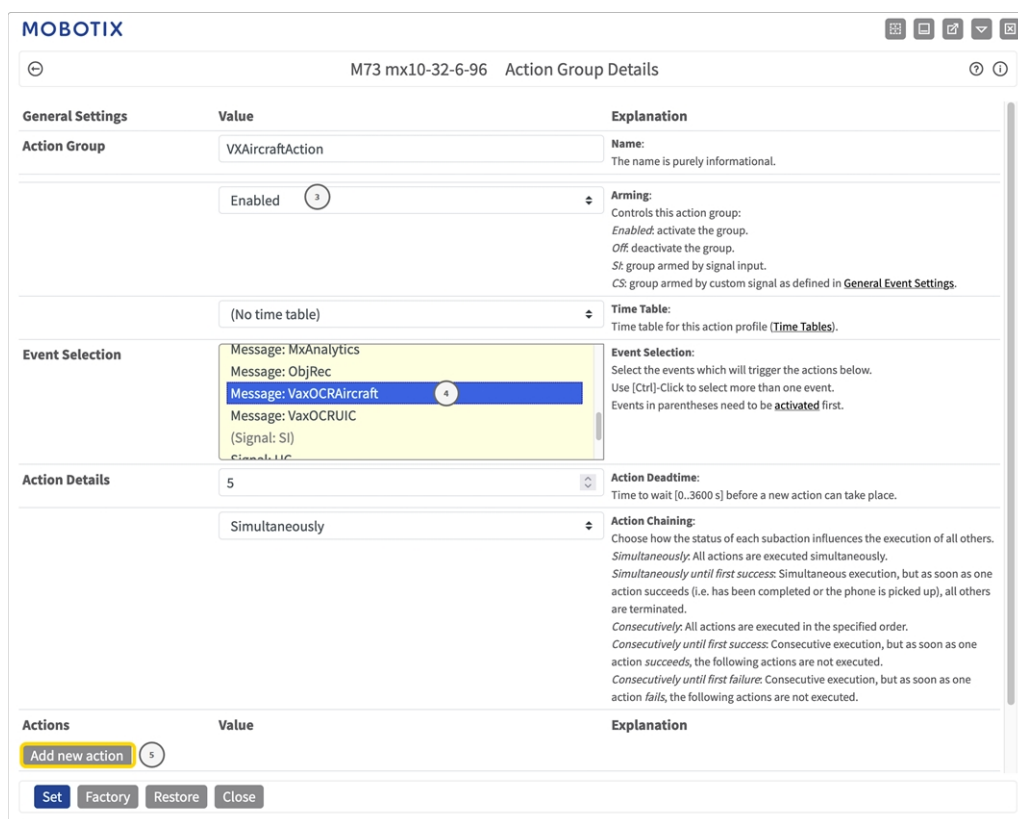 MOBOTIX
M73 mx10-32-6-96 Action Group Details
General Settings Value Explanation
Action Group VXAircraftAction Name:
The name is purely informational.
Enabled 3 Arming:
Controls this action group:
Enabled: activate the group.
Off: deactivate the group.
SI: group armed by signal input.
CS: group armed by custom signal as defined in General Event Settings.
(No time table) Time Table:
Time table for this action profile (Time Tables).
Event Selection Message: MxAnalytics Event Selection:
Message: ObjRec Select the events which will trigger the actions below.
Message: VaxOCRAircraft 4 Use [Ctrl]-Click to select more than one event.
Message: VaxOCRUIC Events in parentheses need to be activated first.
(Signal: SI)
Signal: UC
Action Details 5 Action Deadtime:
Time to wait [0..3600 s] before a new action can take place.
Simultaneously Action Chaining:
Choose how the status of each subaction influences the execution of all others.
Simultaneously: All actions are executed simultaneously.
Simultaneously until first success: Simultaneous execution, but as soon as one
action succeeds (i.e. has been completed or the phone is picked up), all others
are terminated.
Consecutively: All actions are executed in the specified order.
Consecutively until first success: Consecutive execution, but as soon as one
action succeeds, the following actions are not executed.
Consecutively until first failure: Consecutive execution, but as soon as one
action fails, the following actions are not executed.
Actions Value Explanation
Add new action 5
Set Factory Restore Close